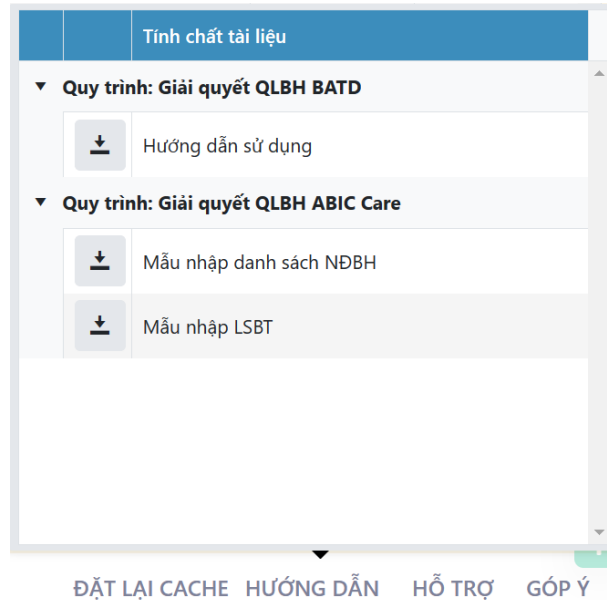 Tính chất tài liệu
Quy trình: Giải quyết QLBH BATD
Hướng dẫn sử dụng
Quy trình: Giải quyết QLBH ABIC Care
Mẫu nhập danh sách NĐBH
Mẫu nhập LSBT
ĐẶT LẠI CACHE HƯỚNG DẪN HỖ TRỢ GÓP Ý